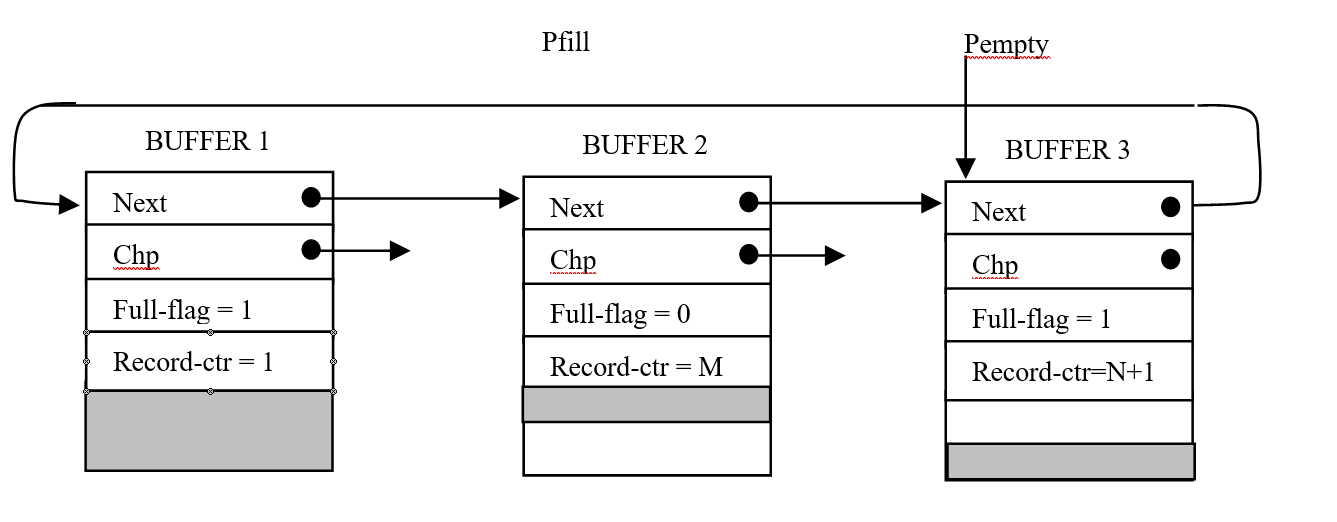 Pfill
Pempty
BUFFER 1
BUFFER 2
BUFFER 3
Next
Chp
Full-flag = 1
Record-ctr = 1
Next
Chp
Full-flag = 0
Record-ctr = M
Next
Chp
Full-flag = 1
Record-ctr=N+1